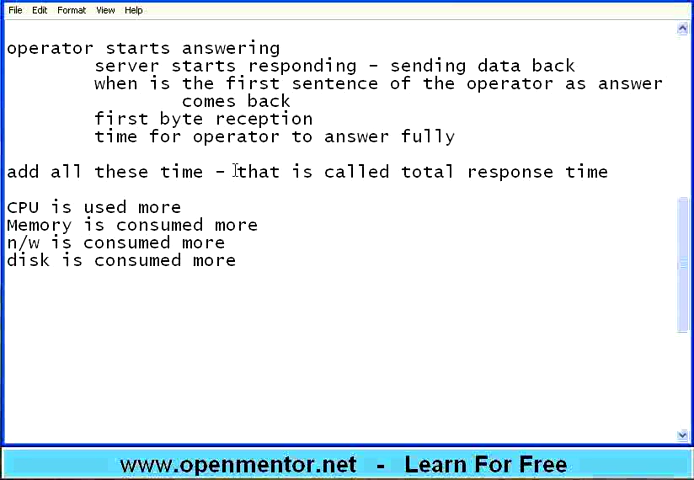 File Edit Format View Help
operator starts answering
server starts responding - sending data back
when is the first sentence of the operator as answer
comes back
first byte reception
time for operator to answer fully
add all these time - that is called total response time
CPU is used more
Memory is consumed more
n/w is consumed more
disk is consumed more
www.openmentor.net - Learn For Free